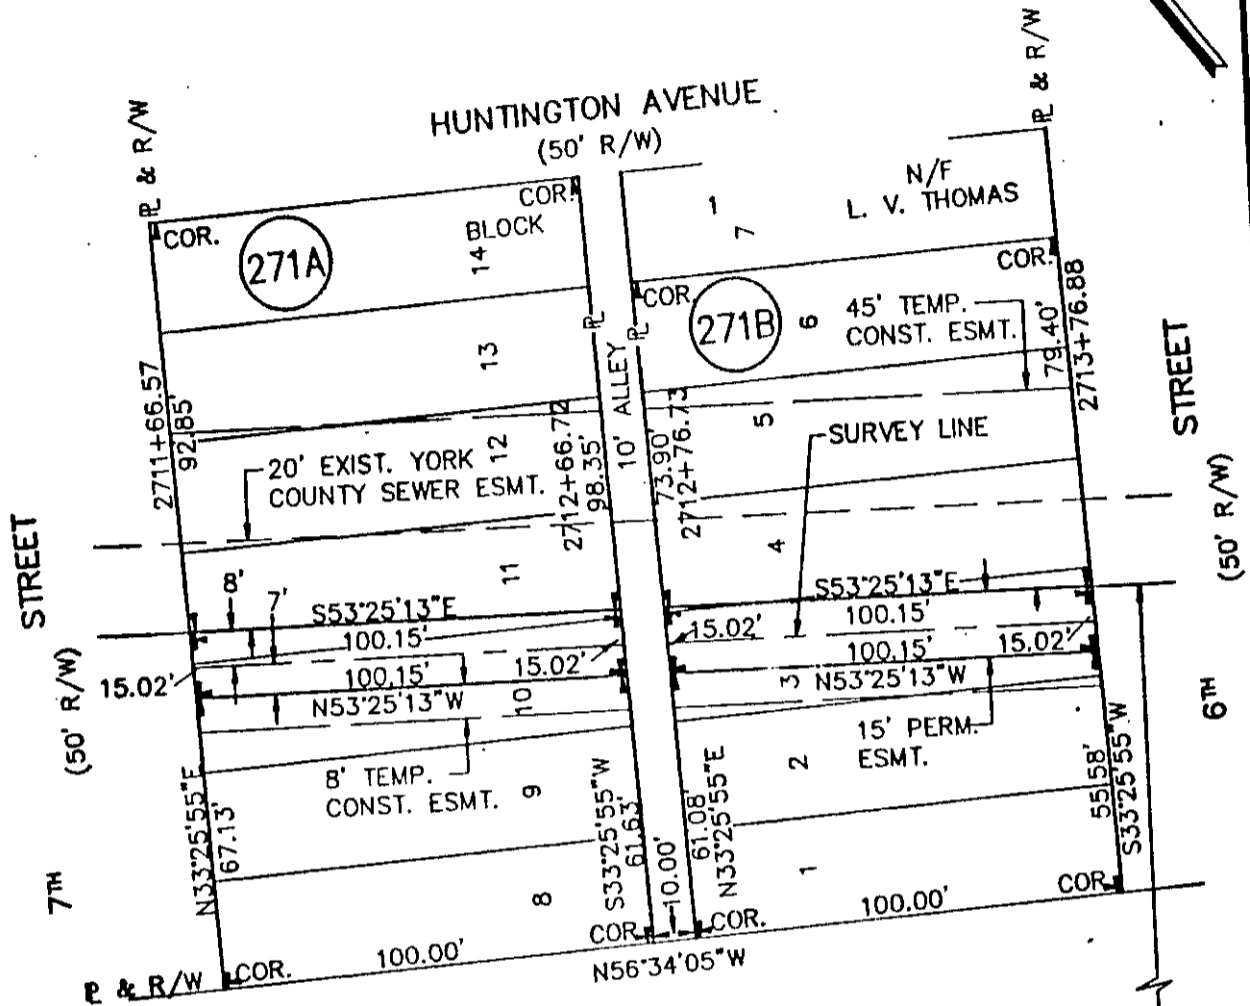 HUNTINGTON AVENUE
(50' R/W)
PL & R/W
PL & R/W
COR.
COR.
271A
BLOCK
14
1
7
N/F
L. V. THOMAS
COR.
COR.
271B
6
45' TEMP.
CONST. ESMT.
79.40'
2713+76.88
13
PL
PL
10' ALLEY
2711+66.57
92.85'
12
2712+66.72
98.35'
73.90'
2712+76.73
5
SURVEY LINE
20' EXIST. YORK
COUNTY SEWER ESMT.
STREET
(50' R/W)
6TH
STREET
(50' R/W)
7TH
11
4
8'
7'
S53°25'13"E
100.15'
S53°25'13"E
100.15'
15.02'
15.02'
15.02'
15.02'
100.15'
N53°25'13"W
100.15'
N53°25'13"W
10
3
15' PERM.
ESMT.
8' TEMP.
CONST. ESMT.
9
2
N33°25'55"E
67.13'
S33°25'55"W
61.63'
10.00'
61.08'
N33°25'55"E
55.58'
S33°25'55"W
8
1
COR.
100.00'
COR.
COR.
100.00'
COR.
PL & R/W
N56°34'05"W